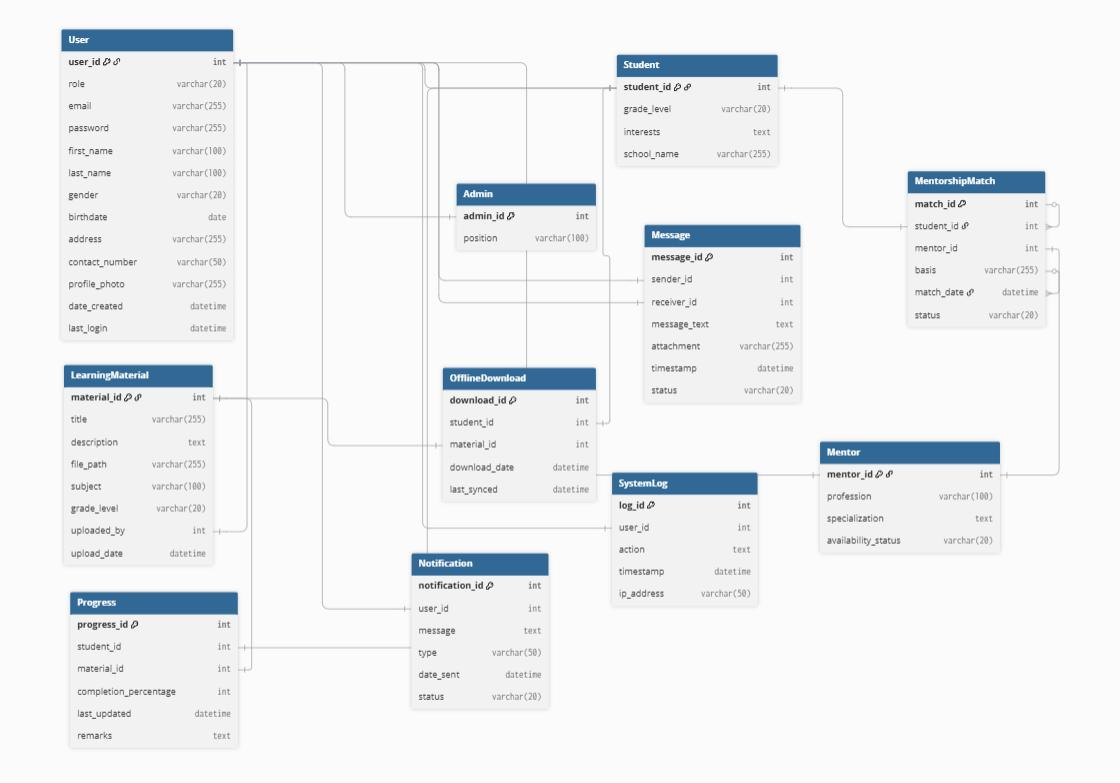 User
user_id int
role varchar(20)
email varchar(255)
password varchar(255)
first_name varchar(100)
last_name varchar(100)
gender varchar(20)
birthdate date
address varchar(255)
contact_number varchar(50)
profile_photo varchar(255)
date_created datetime
last_login datetime
Student
student_id int
grade_level varchar(20)
interests text
school_name varchar(255)
Admin
admin_id int
position varchar(100)
MentorshipMatch
match_id int
student_id int
mentor_id int
basis varchar(255)
match_date datetime
status varchar(20)
Message
message_id int
sender_id int
receiver_id int
message_text text
attachment varchar(255)
timestamp datetime
status varchar(20)
LearningMaterial
material_id int
title varchar(255)
description text
file_path varchar(255)
subject varchar(100)
grade_level varchar(20)
uploaded_by int
upload_date datetime
OfflineDownload
download_id int
student_id int
material_id int
download_date datetime
last_synced datetime
Mentor
mentor_id int
profession varchar(100)
specialization text
availability_status varchar(20)
SystemLog
log_id int
user_id int
action text
timestamp datetime
ip_address varchar(50)
Notification
notification_id int
user_id int
message text
type varchar(50)
date_sent datetime
status varchar(20)
Progress
progress_id int
student_id int
material_id int
completion_percentage int
last_updated datetime
remarks text